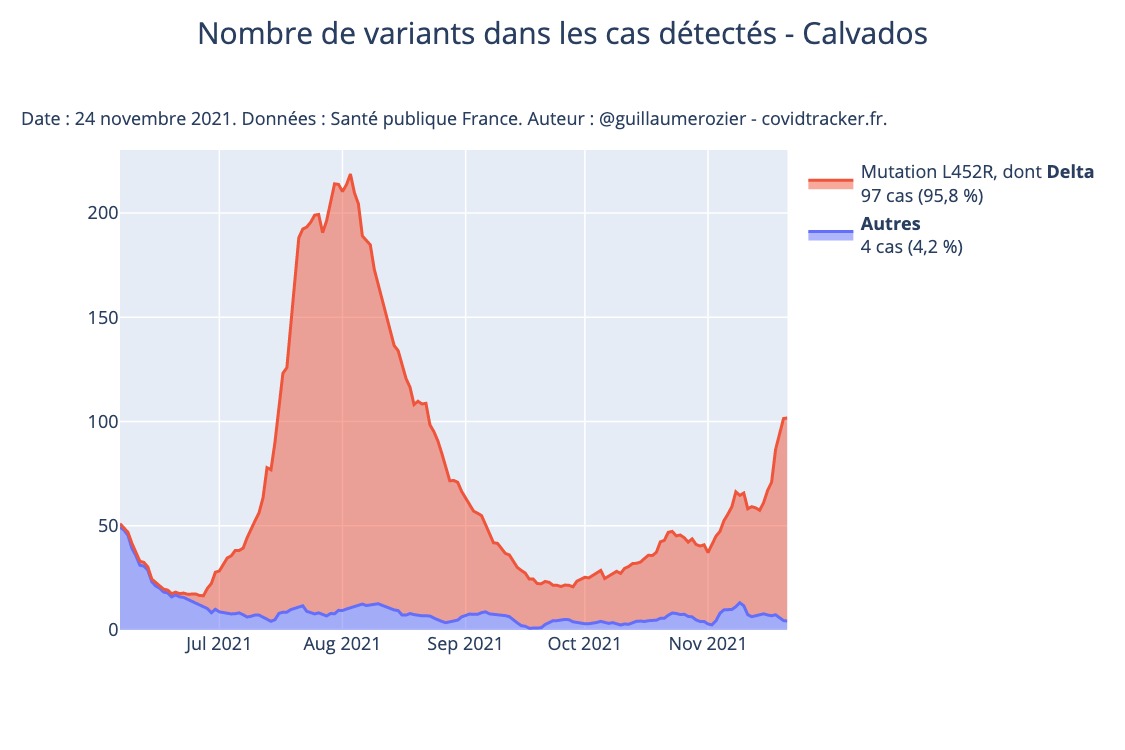 Nombre de variants dans les cas détectés - Calvados
Date : 24 novembre 2021. Données : Santé publique France. Auteur : @guillaumerozier - covidtracker.fr.
Mutation L452R, dont Delta
97 cas (95,8 %)
Autres
4 cas (4,2 %)
200
150
100
50
0
Jul 2021 Aug 2021 Sep 2021 Oct 2021 Nov 2021